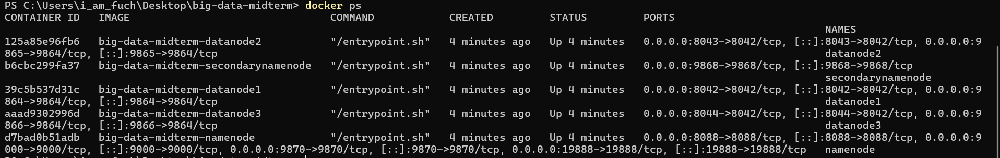 PS C:\Users\i_am_fuch\Desktop\big-data-midterm> docker ps
CONTAINER ID   IMAGE                                COMMAND            CREATED         STATUS         PORTS
                                                                                                                                   NAMES
125a85e96fb6   big-data-midterm-datanode2           "/entrypoint.sh"   4 minutes ago   Up 4 minutes   0.0.0.0:8043->8042/tcp, [::]:8043->8042/tcp, 0.0.0.0:9
865->9864/tcp, [::]:9865->9864/tcp                                                                                                 datanode2
b6cbc299fa37   big-data-midterm-secondarynamenode   "/entrypoint.sh"   4 minutes ago   Up 4 minutes   0.0.0.0:9868->9868/tcp, [::]:9868->9868/tcp
                                                                                                                                   secondarynamenode
39c5b537d31c   big-data-midterm-datanode1           "/entrypoint.sh"   4 minutes ago   Up 4 minutes   0.0.0.0:8042->8042/tcp, [::]:8042->8042/tcp, 0.0.0.0:9
864->9864/tcp, [::]:9864->9864/tcp                                                                                                 datanode1
aaad9302996d   big-data-midterm-datanode3           "/entrypoint.sh"   4 minutes ago   Up 4 minutes   0.0.0.0:8044->8042/tcp, [::]:8044->8042/tcp, 0.0.0.0:9
866->9864/tcp, [::]:9866->9864/tcp                                                                                                 datanode3
d7bad0b51adb   big-data-midterm-namenode            "/entrypoint.sh"   4 minutes ago   Up 4 minutes   0.0.0.0:8088->8088/tcp, [::]:8088->8088/tcp, 0.0.0.0:9
000->9000/tcp, [::]:9000->9000/tcp, 0.0.0.0:9870->9870/tcp, [::]:9870->9870/tcp, 0.0.0.0:19888->19888/tcp, [::]:19888->19888/tcp   namenode